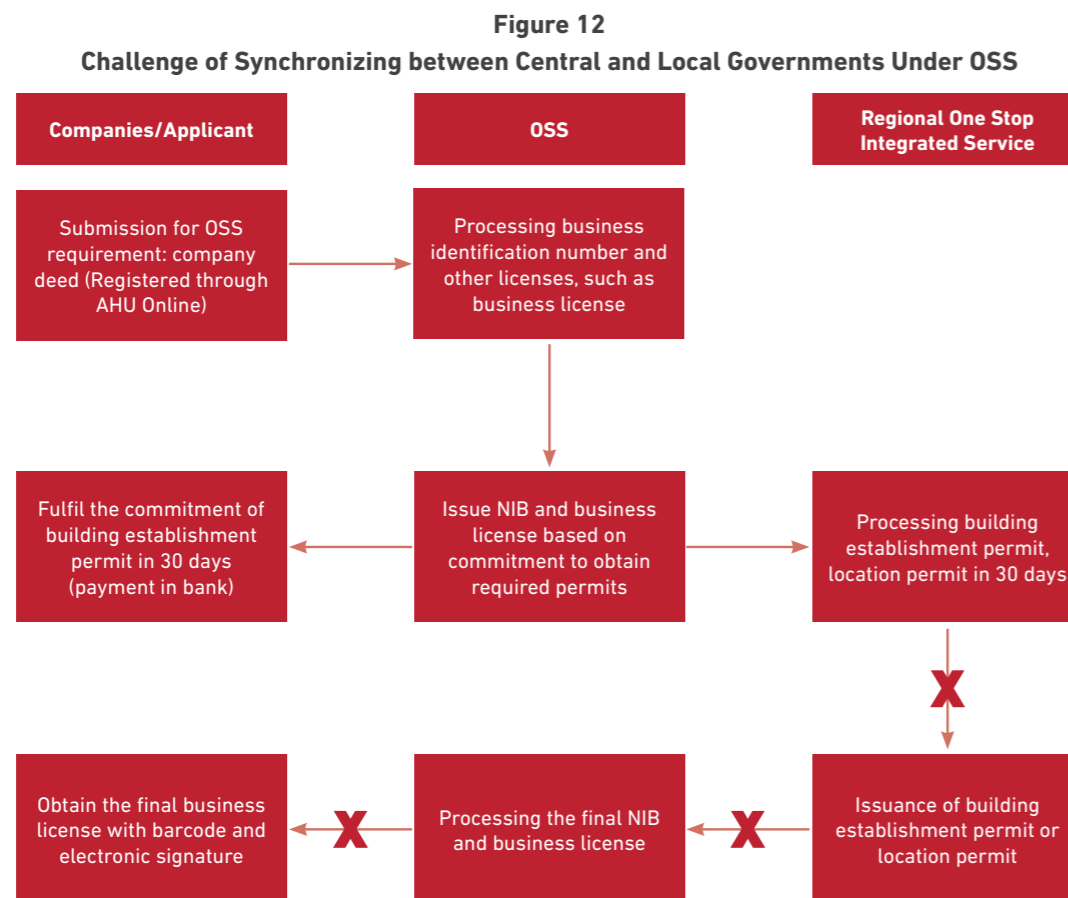 Figure 12
Challenge of Synchronizing between Central and Local Governments Under OSS
Companies/Applicant
OSS
Regional One Stop
Integrated Service
Submission for OSS
requirement: company
deed (Registered through
AHU Online)
Processing business
identification number and
other licenses, such as
business license
Fulfil the commitment of
building establishment
permit in 30 days
(payment in bank)
Issue NIB and business
license based on
commitment to obtain
required permits
Processing building
establishment permit,
location permit in 30 days
X
Obtain the final business
license with barcode and
electronic signature
X
Processing the final NIB
and business license
X
Issuance of building
establishment permit or
location permit